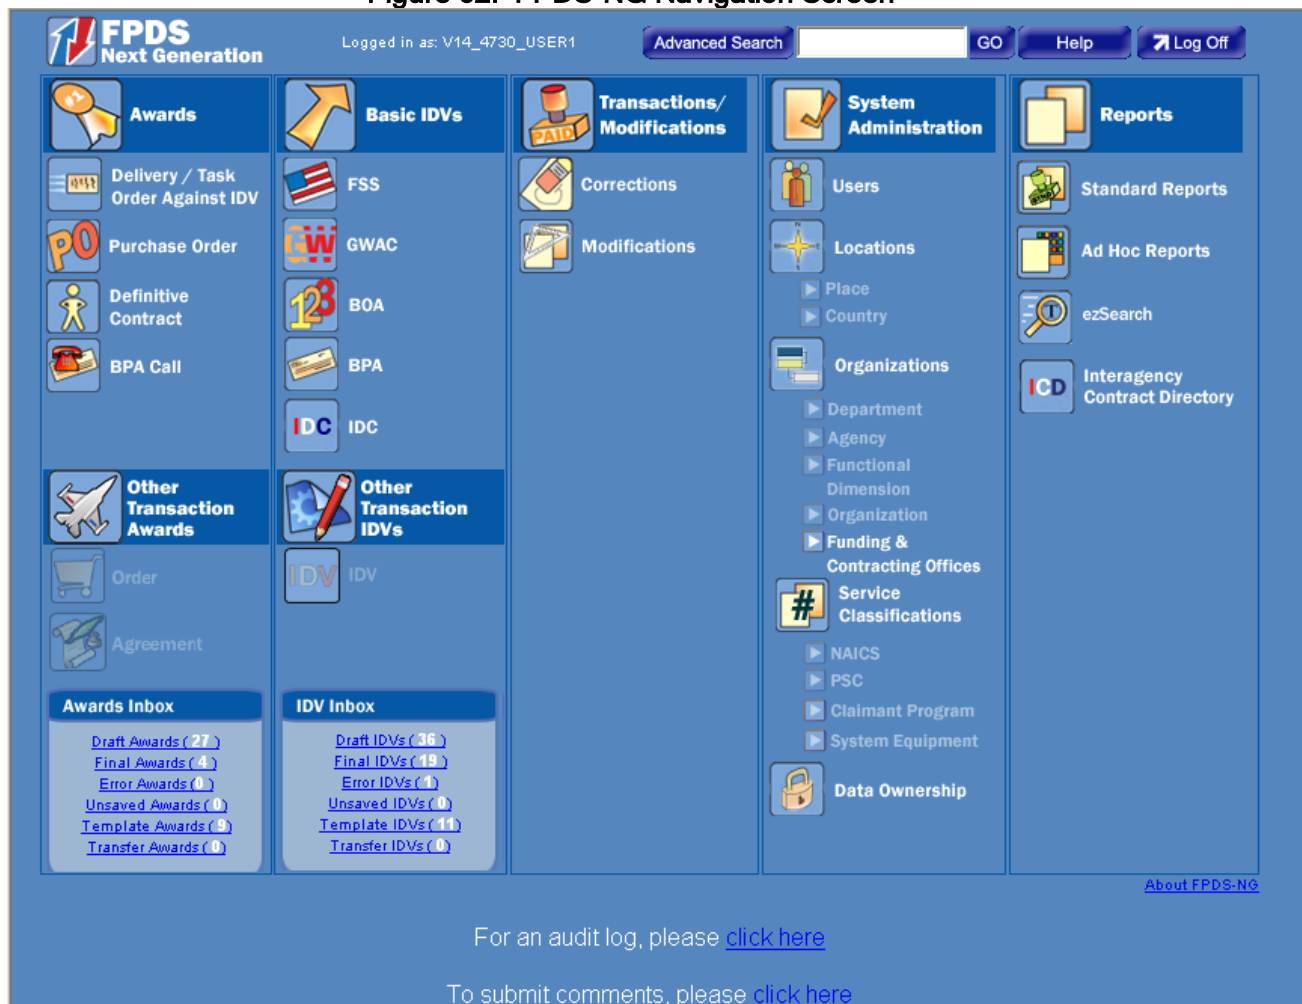 FPDS
Next Generation
Logged in as: V14_4730_USER1
Advanced Search
GO
Help
Log Off
Awards
Delivery / Task
Order Against IDV
Purchase Order
Definitive
Contract
BPA Call
Other
Transaction
Awards
Order
Agreement
Awards Inbox
Draft Awards ( 27 )
Final Awards ( 4 )
Error Awards (0 )
Unsaved Awards ( 0)
Template Awards ( 9)
Transfer Awards ( 0)
Basic IDVs
FSS
GWAC
123
BOA
BPA
IDC IDC
Other
Transaction
IDVs
IDV IDV
IDV Inbox
Draft IDVs ( 36 )
Final IDVs ( 19 )
Error IDVs ( 1)
Unsaved IDVs ( 0)
Template IDVs ( 11)
Transfer IDVs ( 0)
PAID
Transactions/
Modifications
Corrections
Modifications
System
Administration
Users
Locations
Place
Country
Organizations
Department
Agency
Functional
Dimension
Organization
Funding &
Contracting Offices
# Service
Classifications
NAICS
PSC
Claimant Program
System Equipment
Data Ownership
Reports
Standard Reports
Ad Hoc Reports
ezSearch
ICD
Interagency
Contract Directory
About FPDS-NG
For an audit log, please click here
To submit comments, please click here